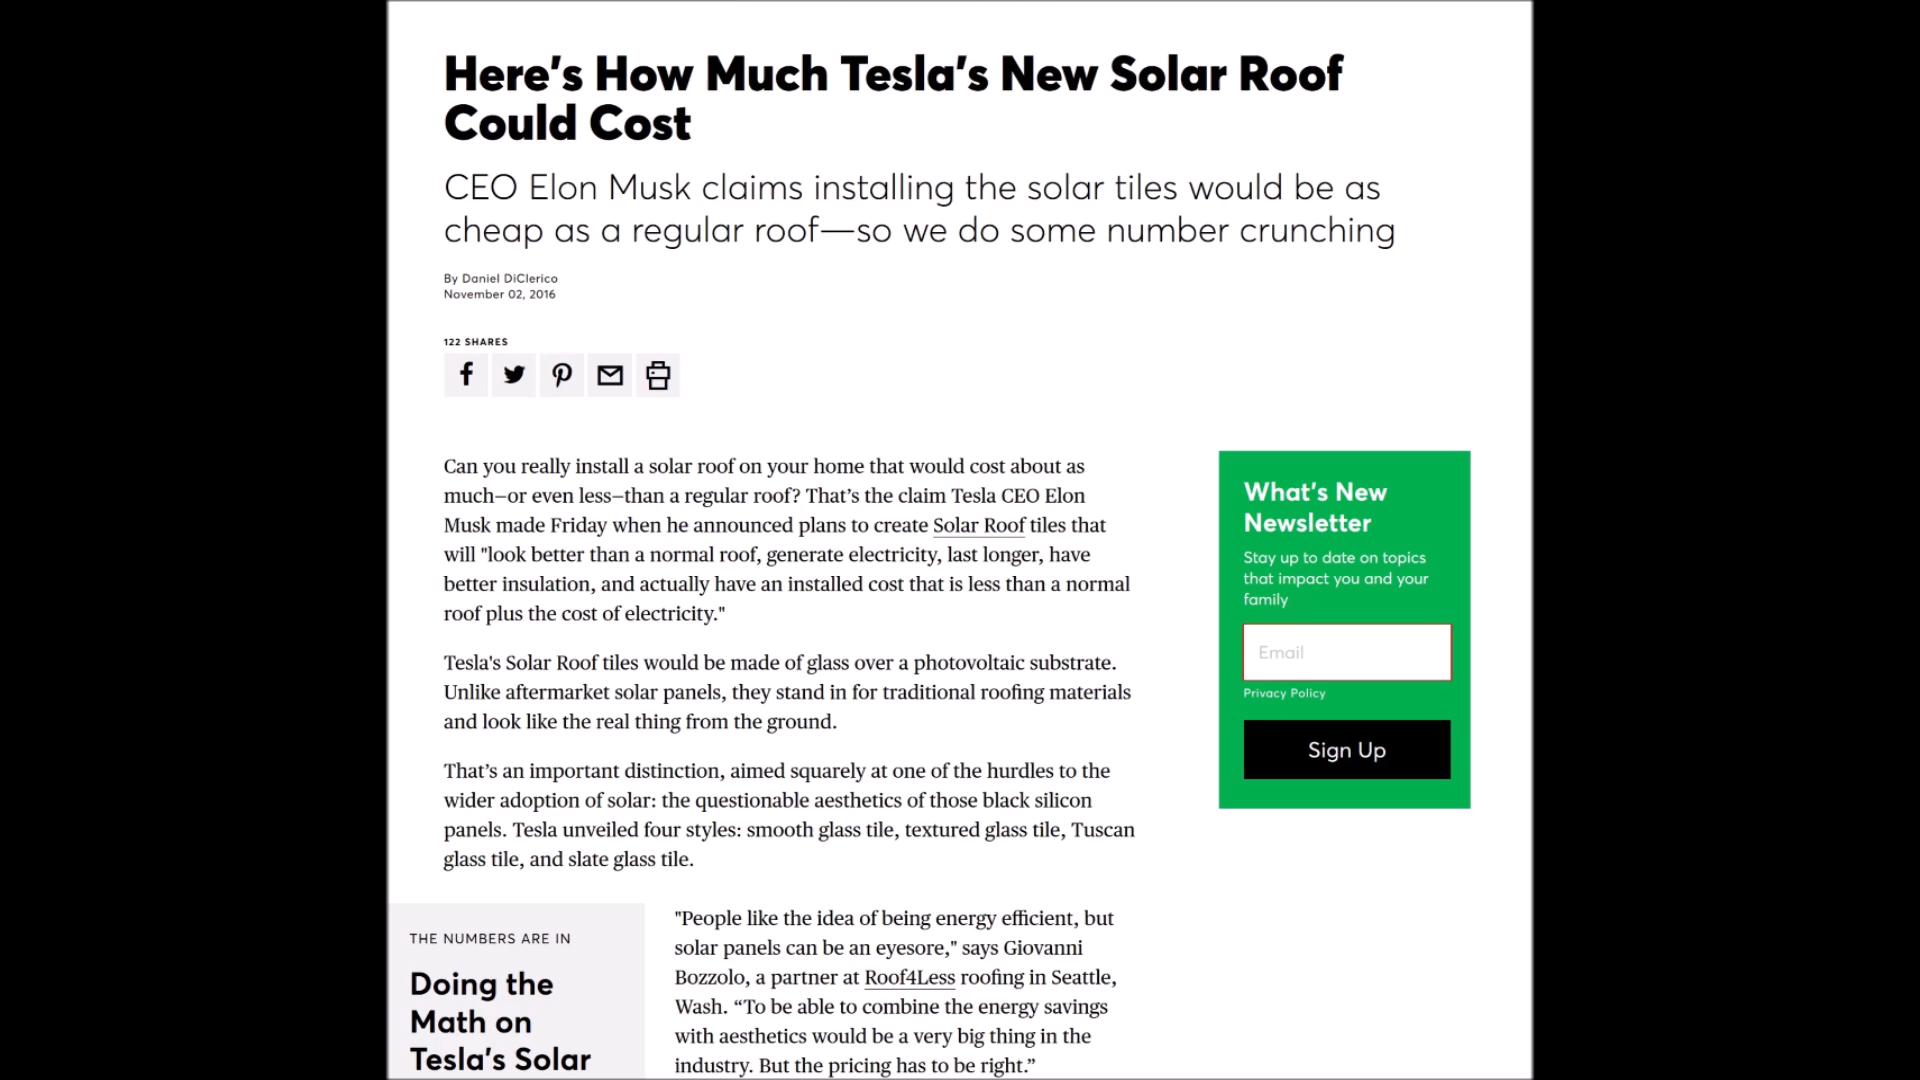 Here's How Much Tesla's New Solar Roof
Could Cost
CEO Elon Musk claims installing the solar tiles would be as
cheap as a regular roof—so we do some number crunching
By Daniel DiClerico
November 02, 2016
122 SHARES
Can you really install a solar roof on your home that would cost about as
much–or even less–than a regular roof? That’s the claim Tesla CEO Elon
Musk made Friday when he announced plans to create Solar Roof tiles that
will "look better than a normal roof, generate electricity, last longer, have
better insulation, and actually have an installed cost that is less than a normal
roof plus the cost of electricity."
Tesla's Solar Roof tiles would be made of glass over a photovoltaic substrate.
Unlike aftermarket solar panels, they stand in for traditional roofing materials
and look like the real thing from the ground.
That’s an important distinction, aimed squarely at one of the hurdles to the
wider adoption of solar: the questionable aesthetics of those black silicon
panels. Tesla unveiled four styles: smooth glass tile, textured glass tile, Tuscan
glass tile, and slate glass tile.
"People like the idea of being energy efficient, but
solar panels can be an eyesore," says Giovanni
Bozzolo, a partner at Roof4Less roofing in Seattle,
Wash. “To be able to combine the energy savings
with aesthetics would be a very big thing in the
industry. But the pricing has to be right.”
THE NUMBERS ARE IN
Doing the
Math on
Tesla's Solar
What's New
Newsletter
Stay up to date on topics
that impact you and your
family
Email
Privacy Policy
Sign Up